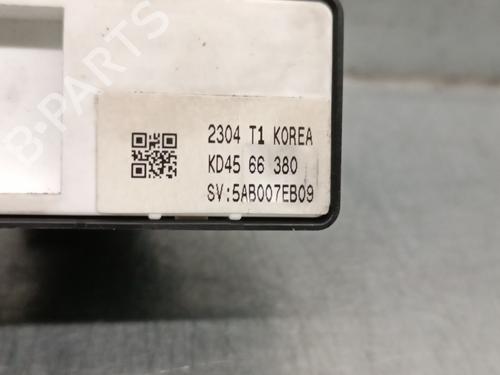 B-PARTS
2304 T1 KOREA
KD45 66 380
SV:5AB007EB09